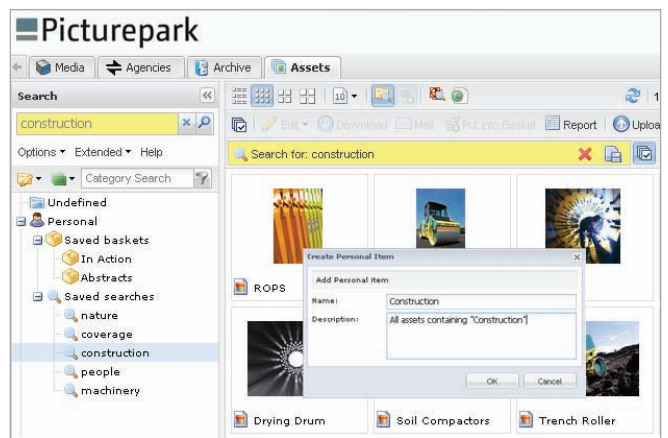 Picturepark
Media
Agencies
Archive
Assets
Search
construction
Options
Extended
Help
Category Search
Undefined
Personal
Saved baskets
In Action
Abstracts
Saved searches
nature
coverage
construction
people
machinery
10
1
Edit
Download
Mail
Put into Basket
Report
Uploa
Search for: construction
ROPS
Create Personal Item
Add Personal Item
Name:
Construction
Description:
All assets containing "Construction"
OK
Cancel
Drying Drum
Soil Compactors
Trench Roller